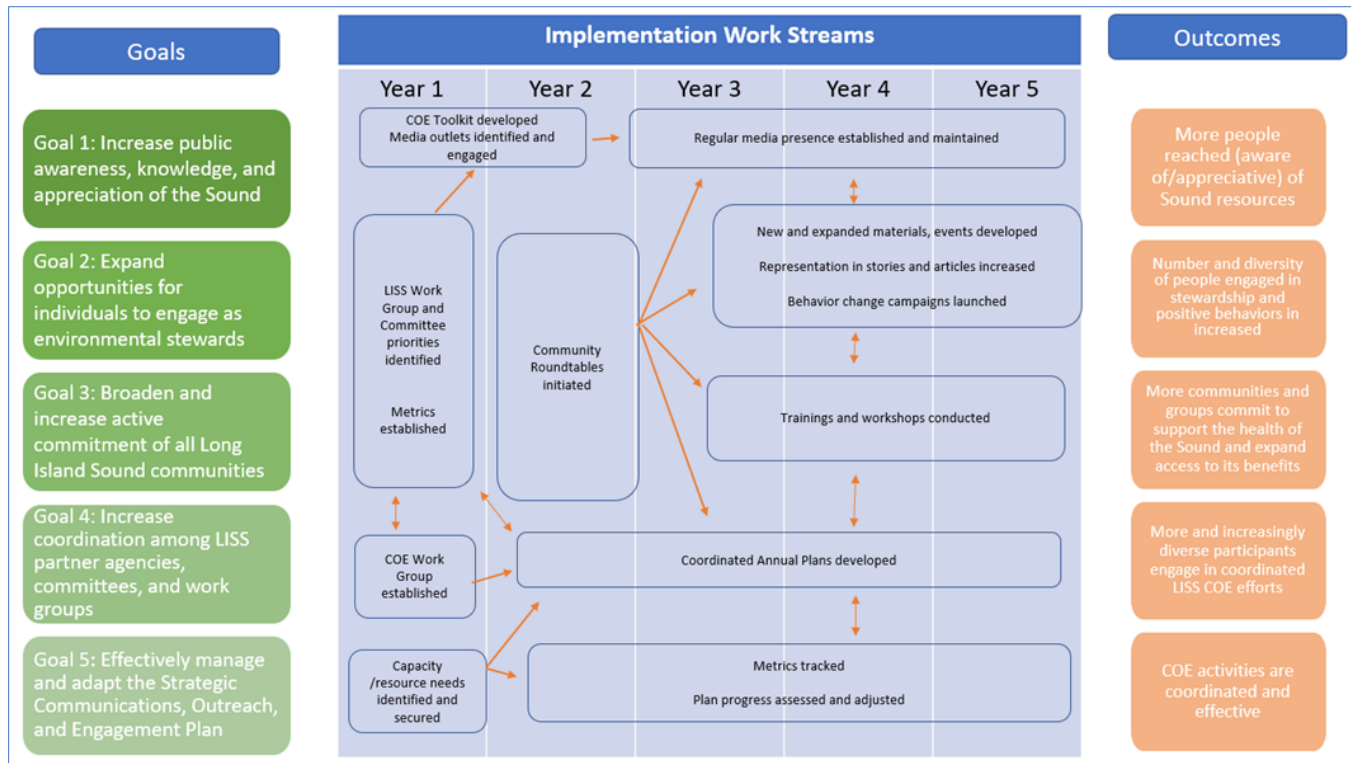 Goals
Implementation Work Streams
Outcomes
Year 1
Year 2
Year 3
Year 4
Year 5
Goal 1: Increase public
awareness, knowledge, and
appreciation of the Sound
Goal 2: Expand
opportunities for
individuals to engage as
environmental stewards
Goal 3: Broaden and
increase active
commitment of all Long
Island Sound communities
Goal 4: Increase
coordination among LISS
partner agencies,
committees, and work
groups
Goal 5: Effectively manage
and adapt the Strategic
Communications, Outreach,
and Engagement Plan
COE Toolkit developed
Media outlets identified and
engaged
Regular media presence established and maintained
LISS Work
Group and
Committee
priorities
identified
Metrics
established
Community
Roundtables
initiated
New and expanded materials, events developed
Representation in stories and articles increased
Behavior change campaigns launched
Trainings and workshops conducted
COE Work
Group
established
Coordinated Annual Plans developed
Capacity
/resource needs
identified and
secured
Metrics tracked
Plan progress assessed and adjusted
More people
reached (aware
of/appreciative) of
Sound resources
Number and diversity
of people engaged in
stewardship and
positive behaviors in
increased
More communities and
groups commit to
support the health of
the Sound and expand
access to its benefits
More and increasingly
diverse participants
engage in coordinated
LISS COE efforts
COE activities are
coordinated and
effective